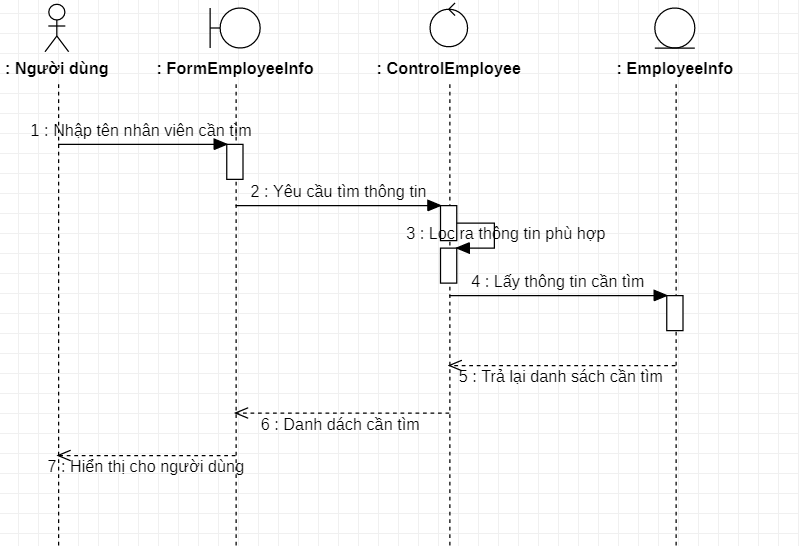 : Người dùng
: FormEmployeeInfo
: ControlEmployee
: EmployeeInfo
1 : Nhập tên nhân viên cần tìm
2 : Yêu cầu tìm thông tin
3 : Lọc ra thông tin phù hợp
4 : Lấy thông tin cần tìm
5 : Trả lại danh sách cần tìm
6 : Danh dách cần tìm
7 : Hiển thị cho người dùng